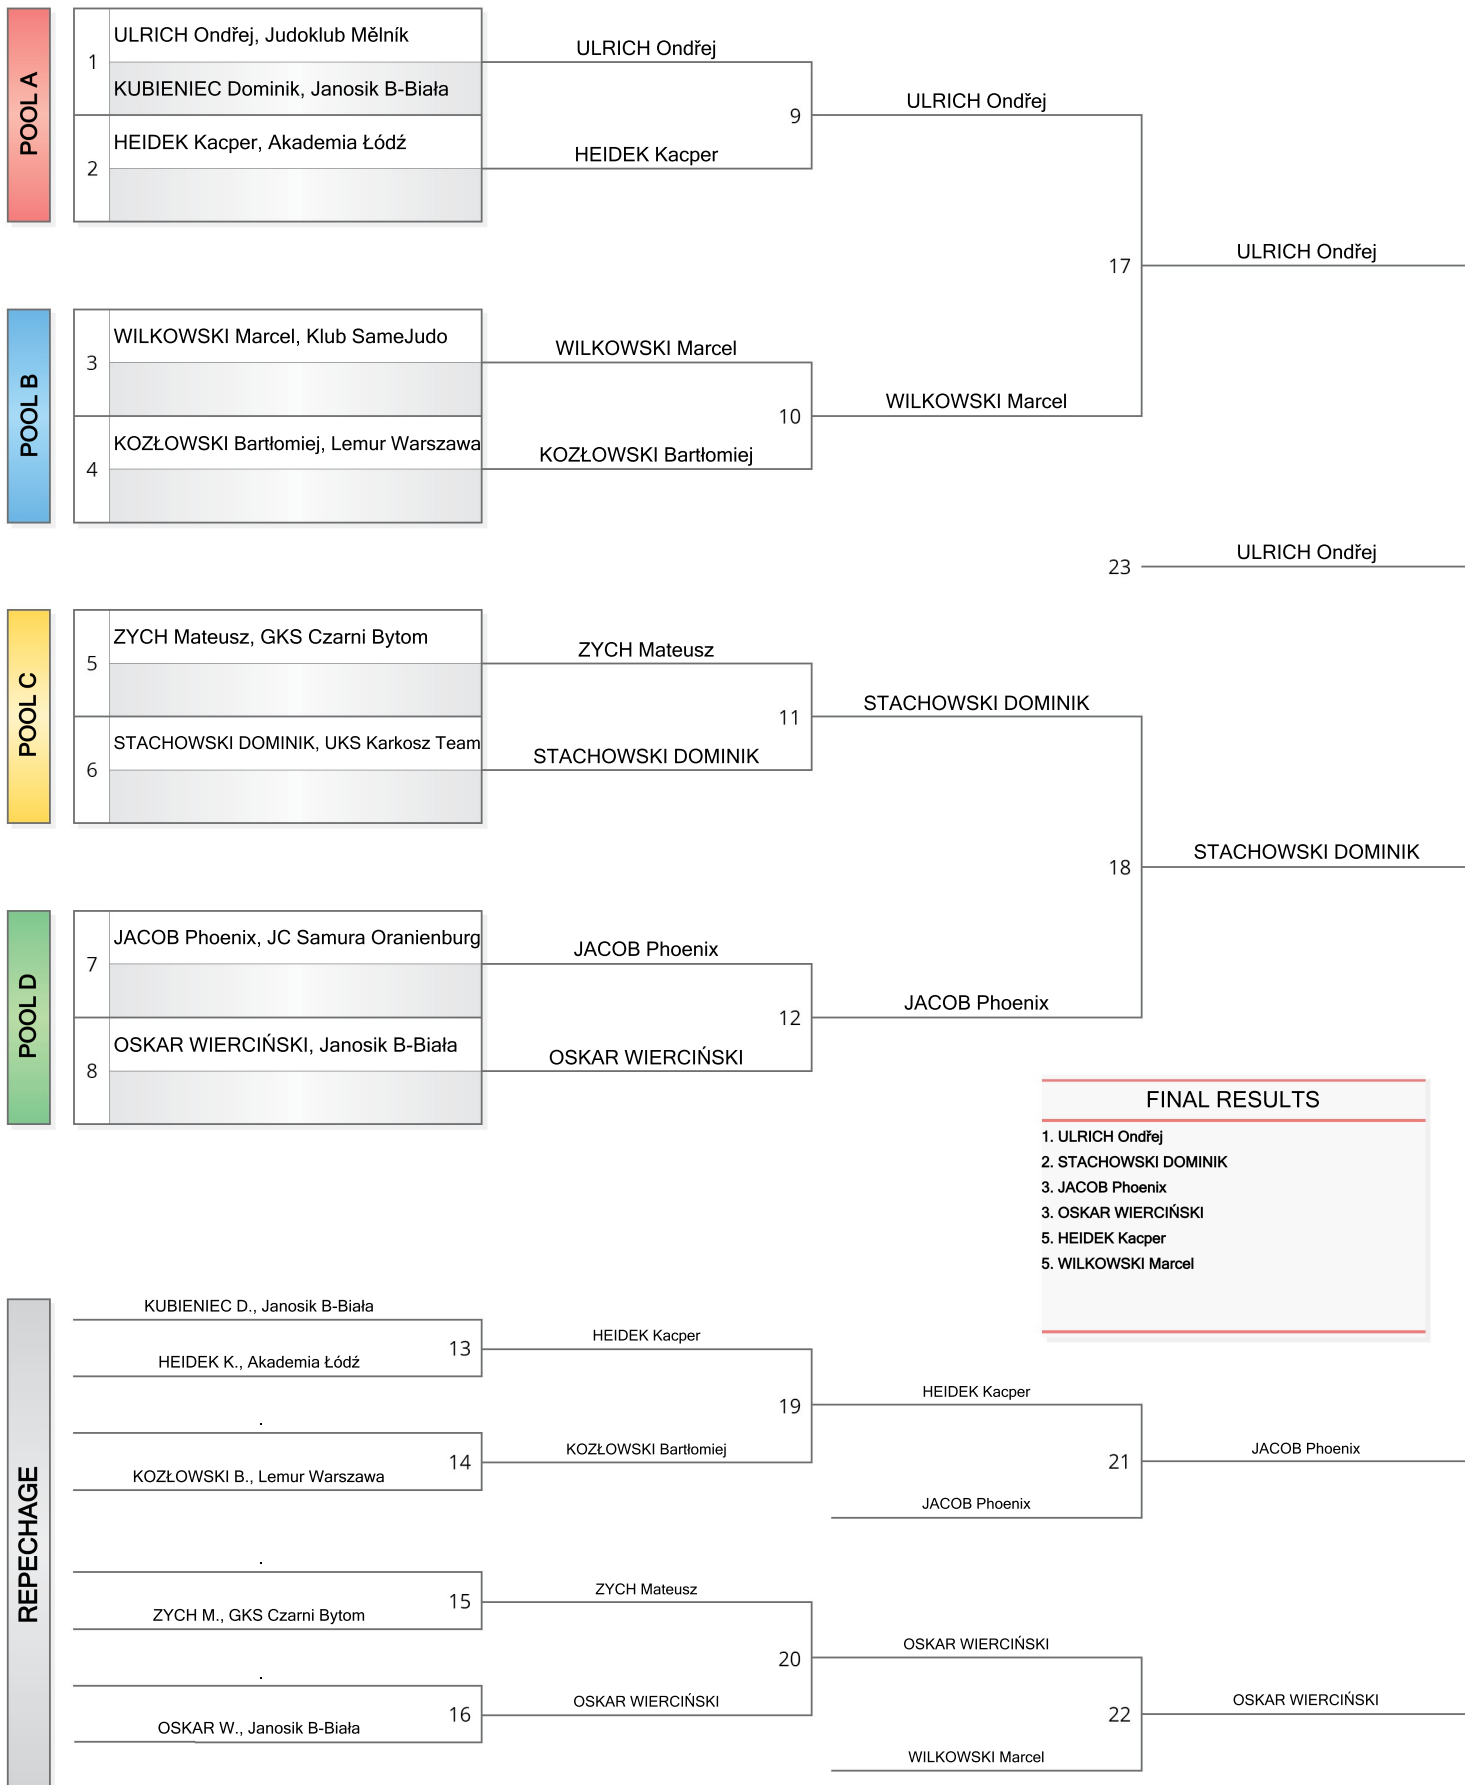 POOL A
1
ULRICH Ondřej, Judoklub Mělník
KUBIENIEC Dominik, Janosik B-Biała
2
HEIDEK Kacper, Akademia Łódź
ULRICH Ondřej
HEIDEK Kacper
9
ULRICH Ondřej
POOL B
3
WILKOWSKI Marcel, Klub SameJudo
4
KOZŁOWSKI Bartłomiej, Lemur Warszawa
WILKOWSKI Marcel
KOZŁOWSKI Bartłomiej
10
WILKOWSKI Marcel
17
ULRICH Ondřej
23
ULRICH Ondřej
POOL C
5
ZYCH Mateusz, GKS Czarni Bytom
6
STACHOWSKI DOMINIK, UKS Karkosz Team
ZYCH Mateusz
STACHOWSKI DOMINIK
11
STACHOWSKI DOMINIK
POOL D
7
JACOB Phoenix, JC Samura Oranienburg
8
OSKAR WIERCIŃSKI, Janosik B-Biała
JACOB Phoenix
OSKAR WIERCIŃSKI
12
JACOB Phoenix
18
STACHOWSKI DOMINIK
FINAL RESULTS
1. ULRICH Ondřej
2. STACHOWSKI DOMINIK
3. JACOB Phoenix
3. OSKAR WIERCIŃSKI
5. HEIDEK Kacper
5. WILKOWSKI Marcel
REPECHAGE
KUBIENIEC D., Janosik B-Biała
HEIDEK K., Akademia Łódź
13
HEIDEK Kacper
.
KOZŁOWSKI B., Lemur Warszawa
14
KOZŁOWSKI Bartłomiej
19
HEIDEK Kacper
JACOB Phoenix
21
JACOB Phoenix
.
ZYCH M., GKS Czarni Bytom
15
ZYCH Mateusz
.
OSKAR W., Janosik B-Biała
16
OSKAR WIERCIŃSKI
20
OSKAR WIERCIŃSKI
WILKOWSKI Marcel
22
OSKAR WIERCIŃSKI